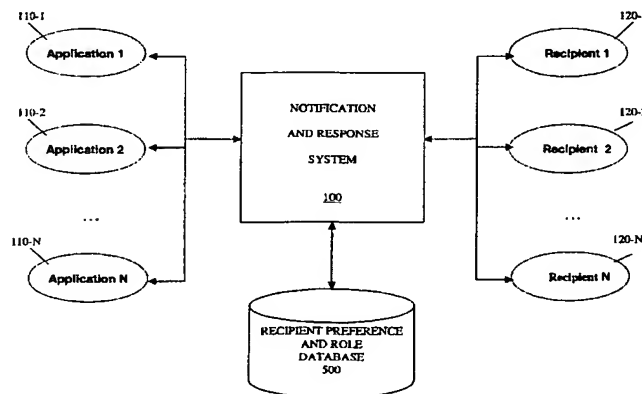 110-1
Application 1
110-2
Application 2
...
110-N
Application N
NOTIFICATION
AND RESPONSE
SYSTEM
100
RECIPIENT PREFERENCE
AND ROLE
DATABASE
500
Recipient 1
Recipient 2
...
120-N
Recipient N